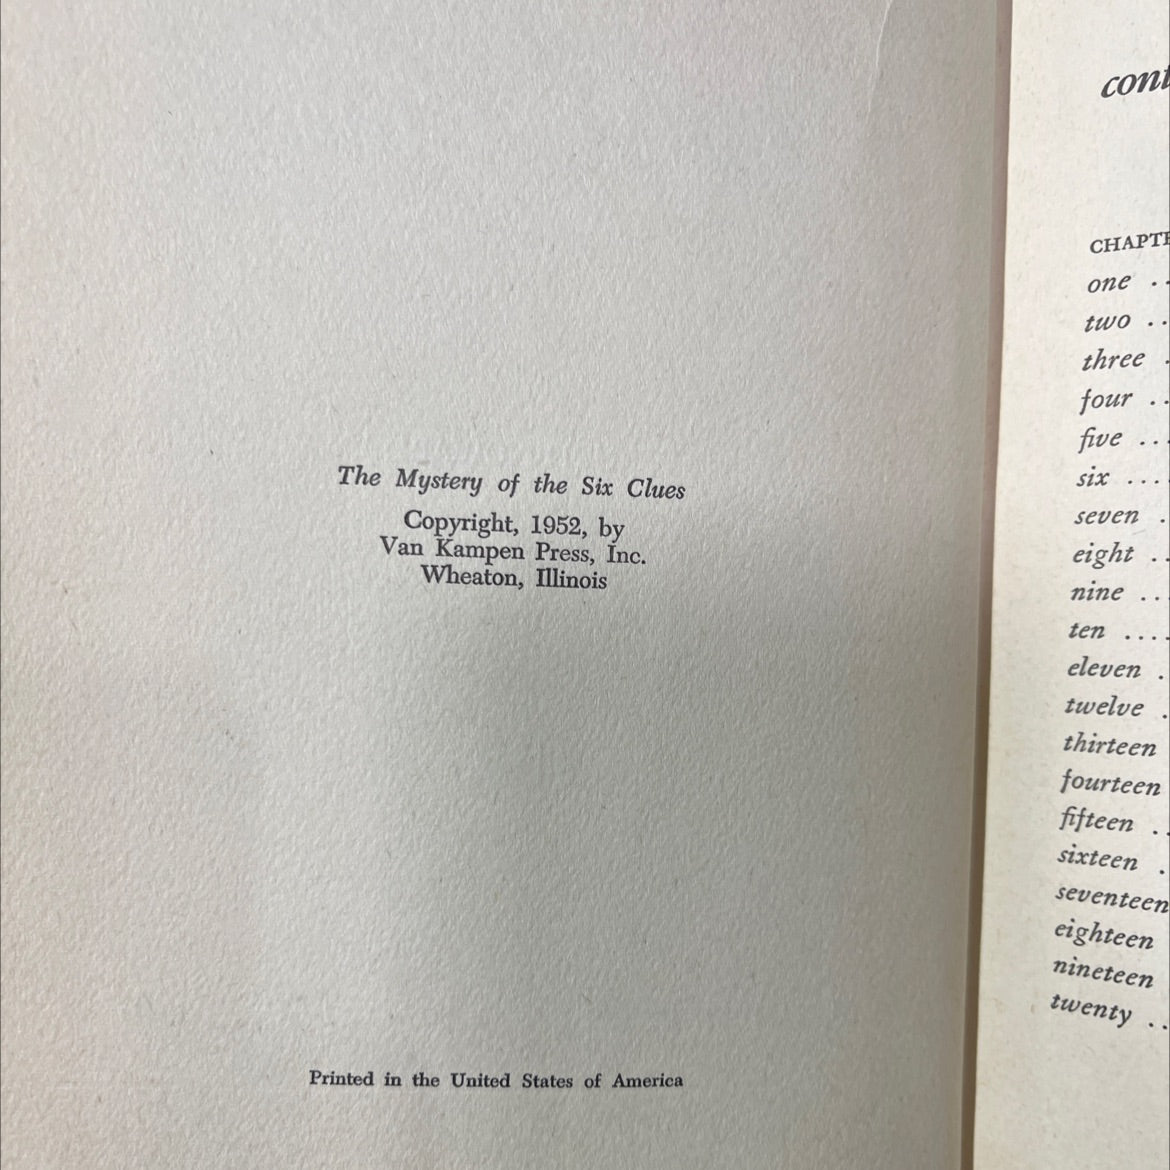 The Mystery of the Six Clues
Copyright, 1952, by
Van Kampen Press, Inc.
Wheaton, Illinois
Printed in the United States of America
cont
CHAPTE
one ..
two ..
three .
four ..
five ...
six ....
seven .
eight ..
nine ...
ten ....
eleven .
twelve .
thirteen
fourteen
fifteen ..
sixteen .
seventeen
eighteen
nineteen
twenty ..